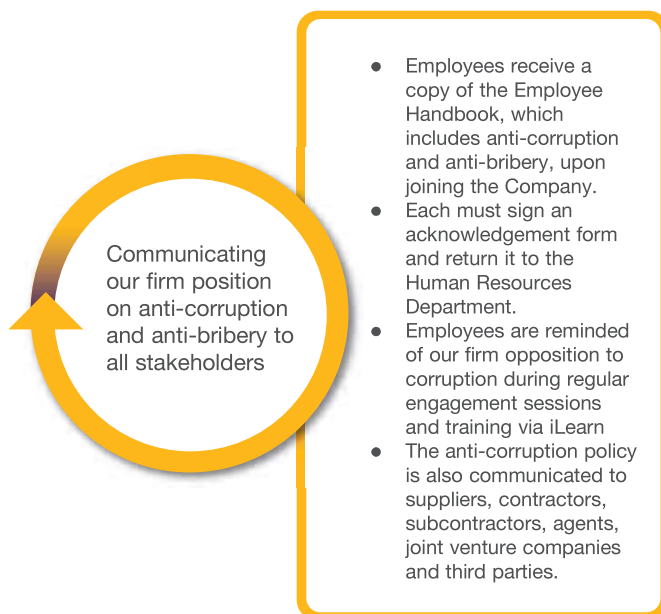 Communicating
our firm position
on anti-corruption
and anti-bribery to
all stakeholders
● Employees receive a
copy of the Employee
Handbook, which
includes anti-corruption
and anti-bribery, upon
joining the Company.
● Each must sign an
acknowledgement form
and return it to the
Human Resources
Department.
● Employees are reminded
of our firm opposition to
corruption during regular
engagement sessions
and training via iLearn
● The anti-corruption policy
is also communicated to
suppliers, contractors,
subcontractors, agents,
joint venture companies
and third parties.